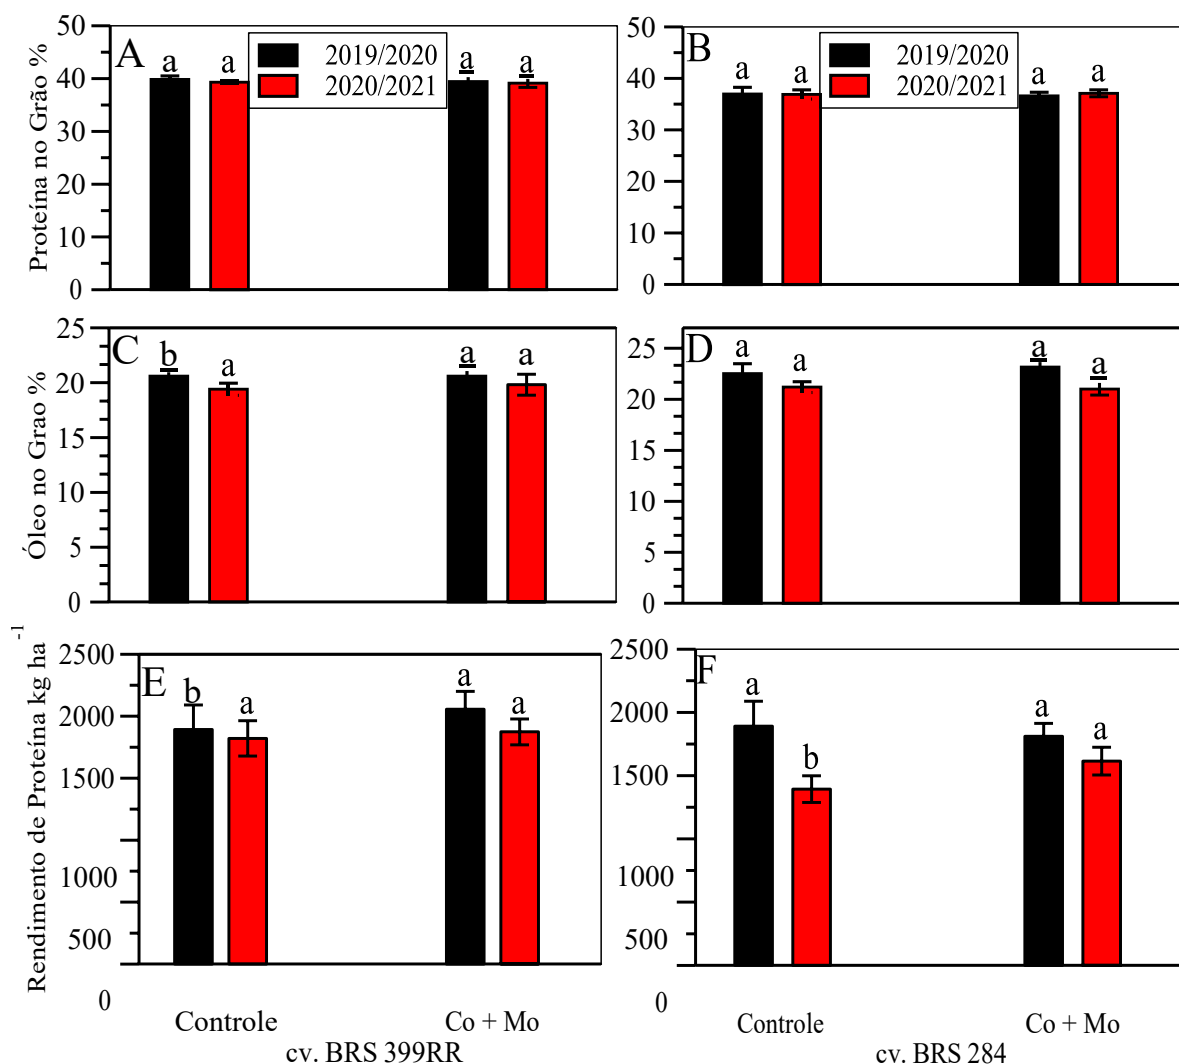 Proteína no Grão %
50
40
30
20
10
0
A
a
a
a
a
2019/2020
2020/2021
50
40
30
20
10
0
B
a
a
a
a
2019/2020
2020/2021
Óleo no Grao %
25
20
15
10
5
0
C
b
a
a
a
25
20
15
10
5
0
D
a
a
a
a
Rendimento de Proteína kg ha -1
2500
2000
1500
1000
500
0
E
b
a
a
a
2500
2000
1500
1000
500
0
F
a
b
a
a
Controle
Co + Mo
Controle
Co + Mo
cv. BRS 399RR
cv. BRS 284